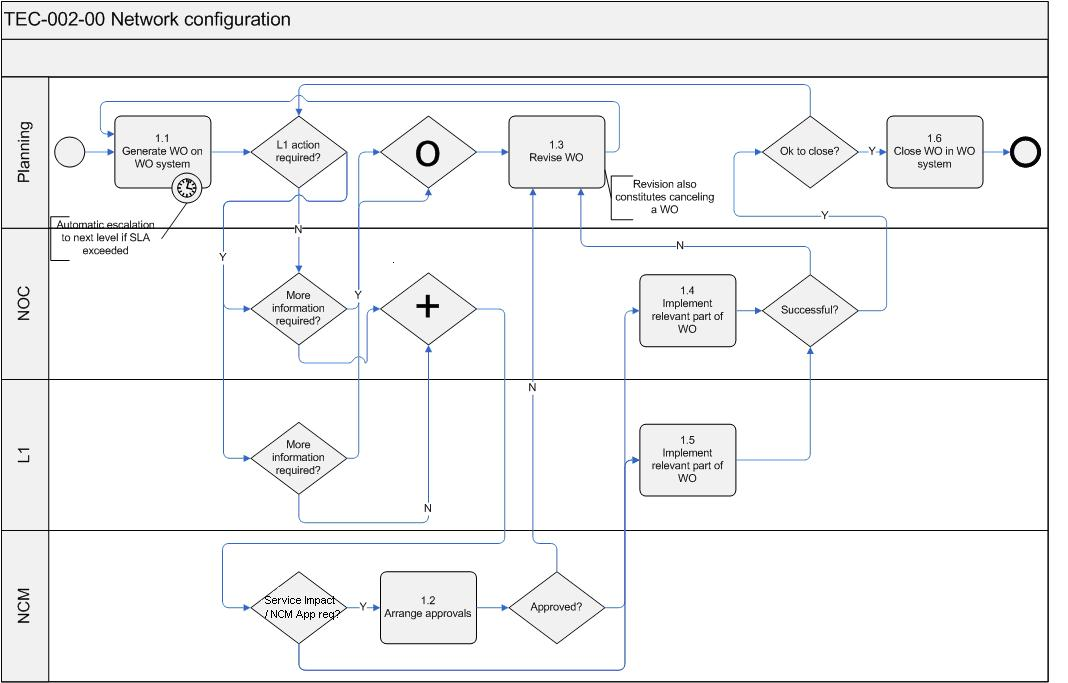 TEC-002-00 Network configuration
Planning
1.1
Generate WO on
WO system
L1 action
required?
O
1.3
Revise WO
Ok to close?
Y
1.6
Close WO in WO
system
Revision also
constitutes canceling
a WO
Automatic escalation
to next level if SLA
exceeded
Y
N
Y
N
Y
NOC
More
information
required?
+
1.4
Implement
relevant part of
WO
Successful?
N
L1
More
information
required?
1.5
Implement
relevant part of
WO
N
NCM
Service Impact
/ NCM App req?
Y
1.2
Arrange approvals
Approved?